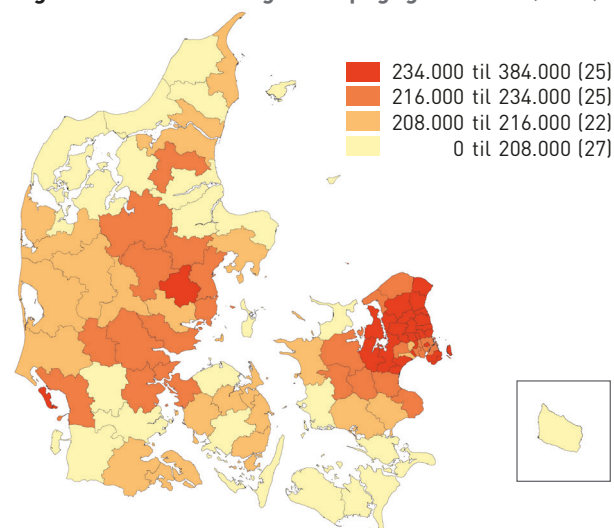 234.000 til 384.000 (25)
216.000 til 234.000 (25)
208.000 til 216.000 (22)
0 til 208.000 (27)